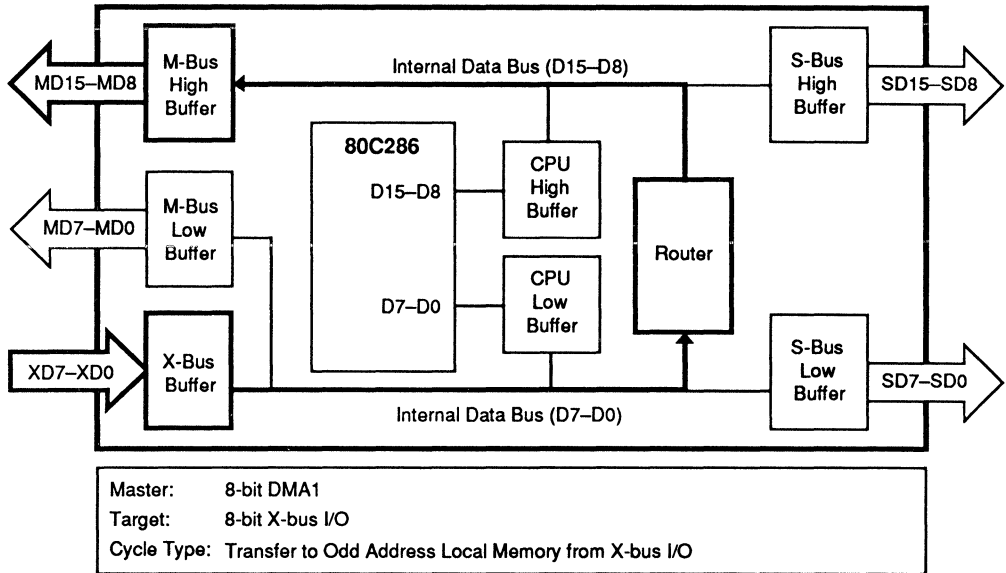 M-Bus
High
Buffer
MD15–MD8
Internal Data Bus (D15–D8)
S-Bus
High
Buffer
SD15–SD8
80C286
D15–D8
CPU
High
Buffer
M-Bus
Low
Buffer
MD7–MD0
Router
D7–D0
CPU
Low
Buffer
XD7–XD0
X-Bus
Buffer
S-Bus
Low
Buffer
SD7–SD0
Internal Data Bus (D7–D0)
Master: 8-bit DMA1
Target: 8-bit X-bus I/O
Cycle Type: Transfer to Odd Address Local Memory from X-bus I/O